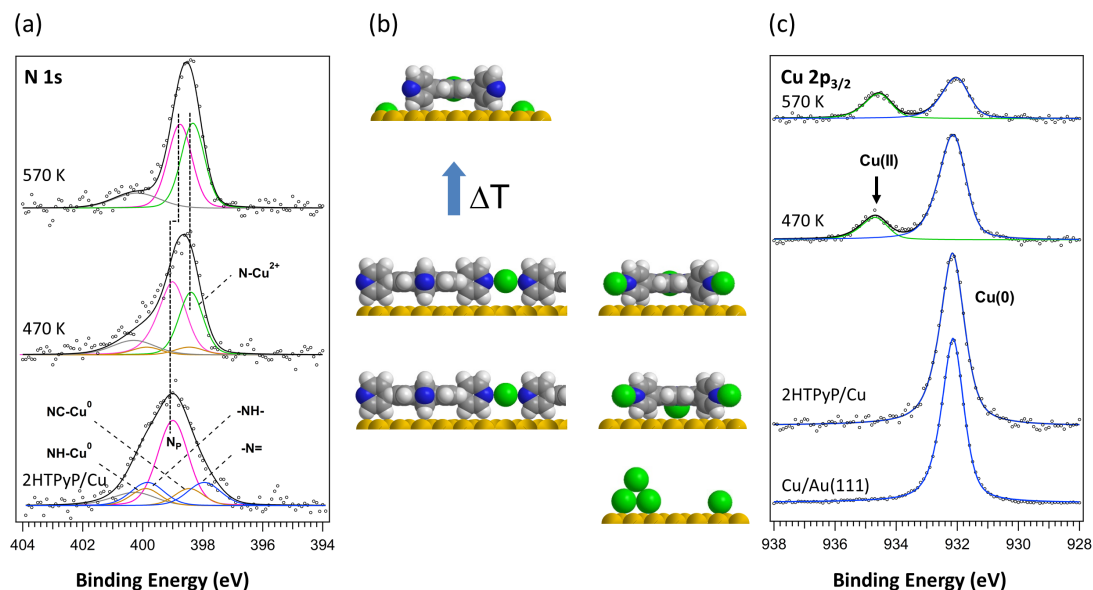 (a)
(b)
(c)
N 1s
570 K
470 K
N-Cu²⁺
NC-Cu⁰
NH-Cu⁰
2HTPyP/Cu
-NH-
-N=
Nₚ
404 402 400 398 396 394
Binding Energy (eV)
ΔT
Cu 2p₃/₂
570 K
Cu(II)
470 K
Cu(0)
2HTPyP/Cu
Cu/Au(111)
938 936 934 932 930 928
Binding Energy (eV)